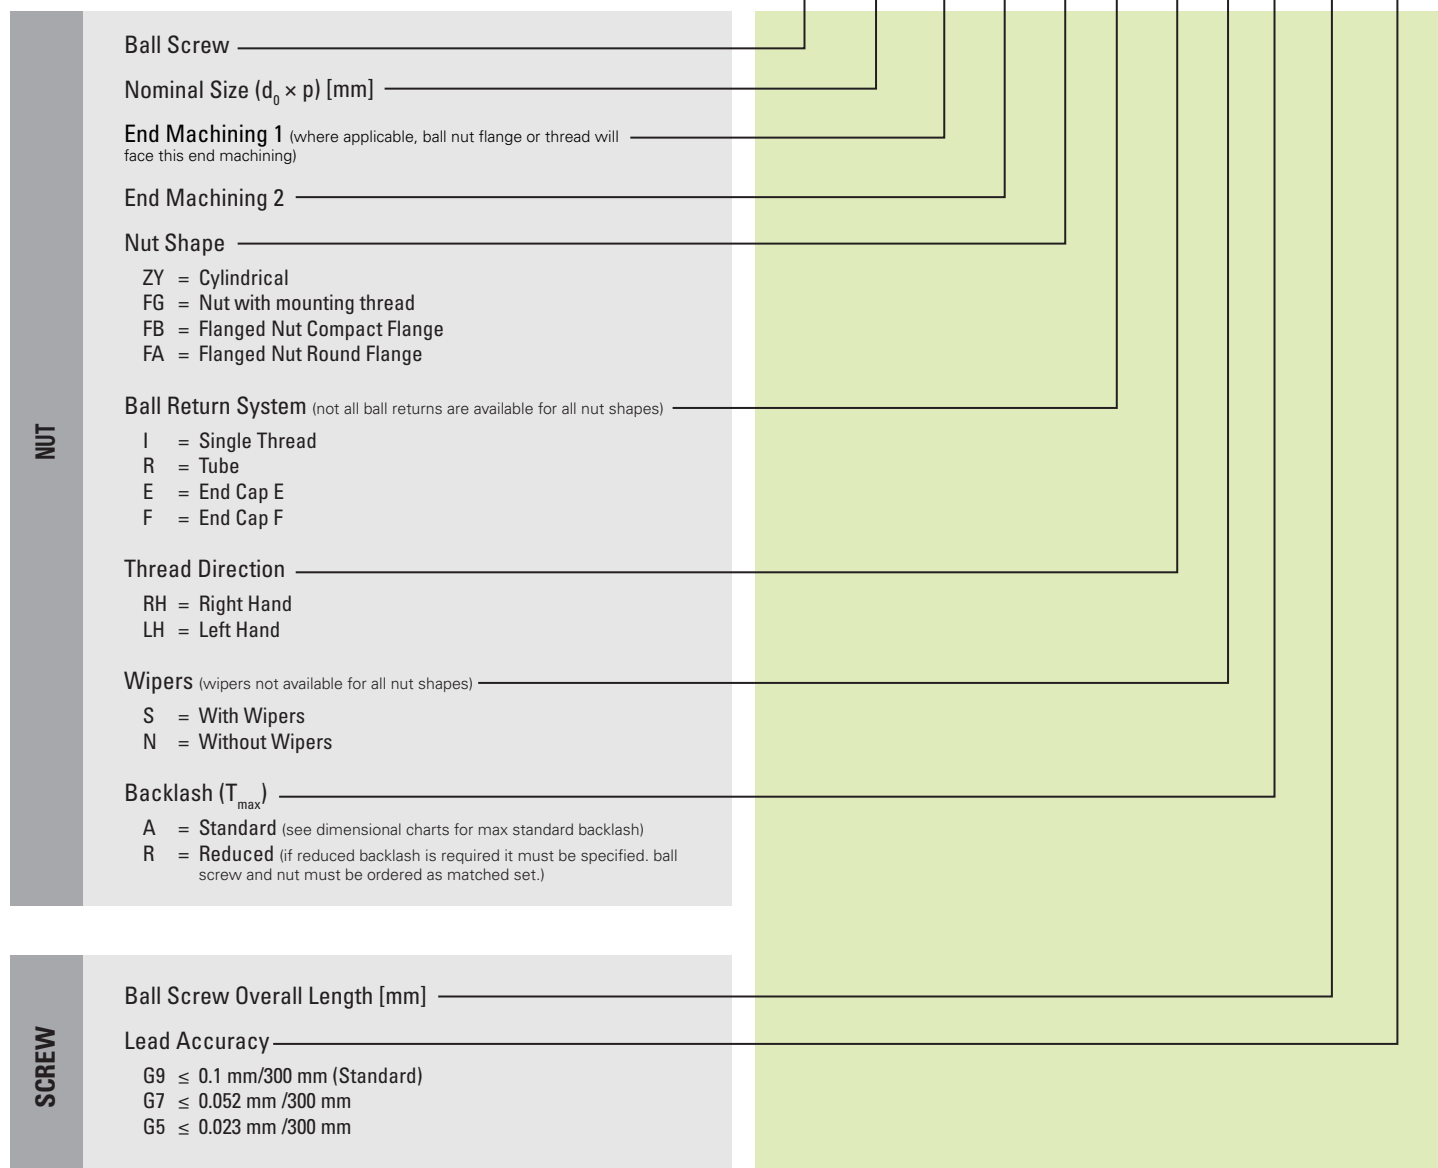 NUT
Ball Screw
Nominal Size (d₀ × p) [mm]
End Machining 1 (where applicable, ball nut flange or thread will
face this end machining)
End Machining 2
Nut Shape
ZY = Cylindrical
FG = Nut with mounting thread
FB = Flanged Nut Compact Flange
FA = Flanged Nut Round Flange
Ball Return System (not all ball returns are available for all nut shapes)
I = Single Thread
R = Tube
E = End Cap E
F = End Cap F
Thread Direction
RH = Right Hand
LH = Left Hand
Wipers (wipers not available for all nut shapes)
S = With Wipers
N = Without Wipers
Backlash (Tmax)
A = Standard (see dimensional charts for max standard backlash)
R = Reduced (if reduced backlash is required it must be specified. ball
screw and nut must be ordered as matched set.)
SCREW
Ball Screw Overall Length [mm]
Lead Accuracy
G9 ≤ 0.1 mm/300 mm (Standard)
G7 ≤ 0.052 mm /300 mm
G5 ≤ 0.023 mm /300 mm